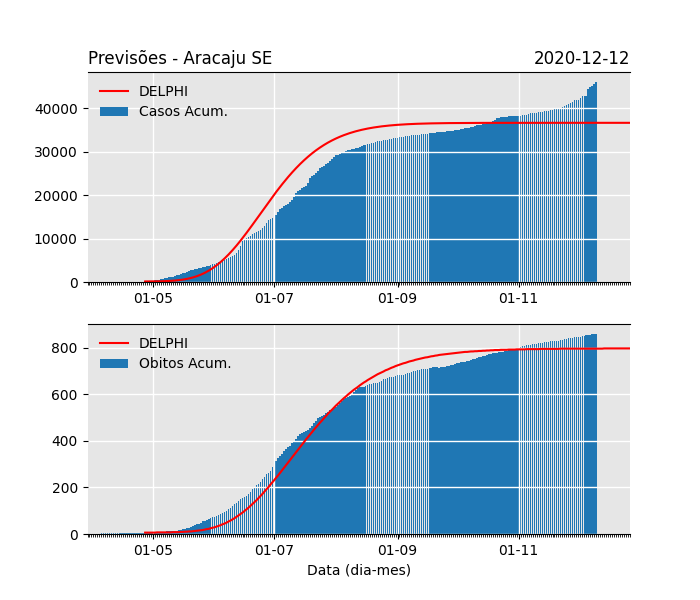 Previsões - Aracaju SE 2020-12-12
DELPHI
Casos Acum.
40000
30000
20000
10000
0
01-05 01-07 01-09 01-11
DELPHI
Obitos Acum.
800
600
400
200
0
01-05 01-07 01-09 01-11
Data (dia-mes)